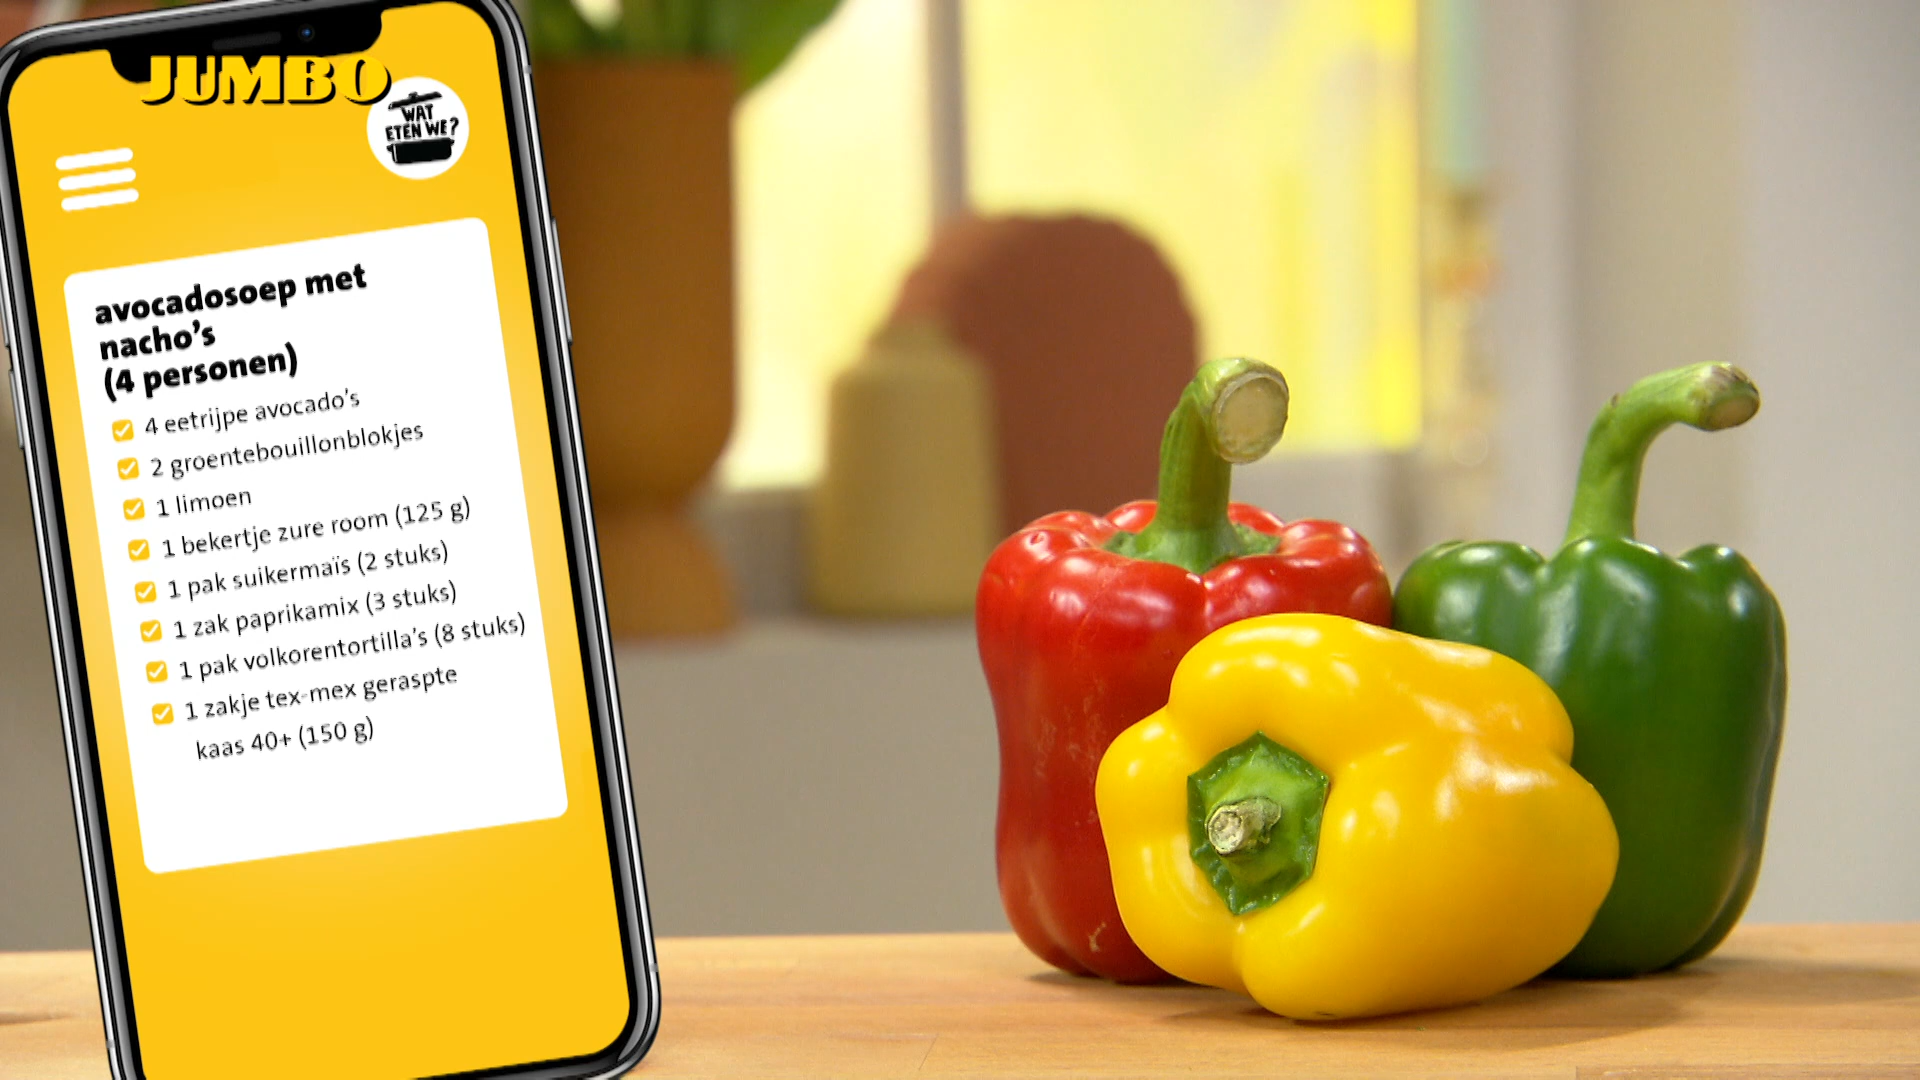 JUMBO
WAT
ETEN WE?
avocadosoep met
nacho's
(4 personen)
4 eetrijpe avocado's
2 groentebouillonblokjes
1 limoen
1 bekertje zure room (125 g)
1 pak suikermaïs (2 stuks)
1 zak paprikamix (3 stuks)
1 pak volkorentortilla's (8 stuks)
1 zakje tex-mex geraspte
kaas 40+ (150 g)